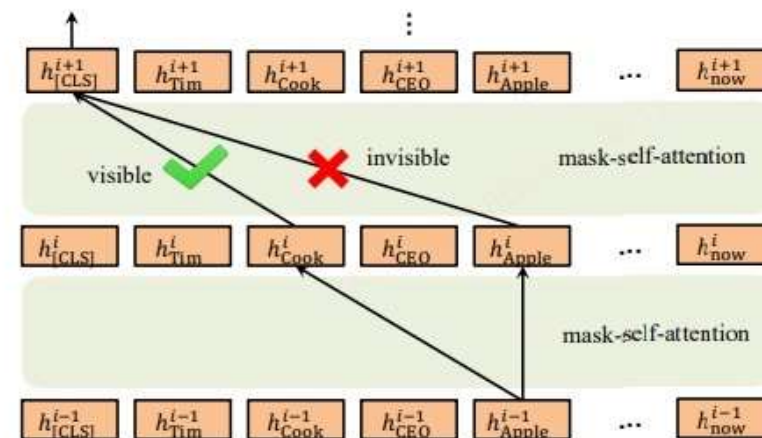 ⋮
h^{i+1}_{[CLS]} h^{i+1}_{Tim} h^{i+1}_{Cook} h^{i+1}_{CEO} h^{i+1}_{Apple} ... h^{i+1}_{now}
visible invisible mask-self-attention
h^{i}_{[CLS]} h^{i}_{Tim} h^{i}_{Cook} h^{i}_{CEO} h^{i}_{Apple} ... h^{i}_{now}
mask-self-attention
h^{i-1}_{[CLS]} h^{i-1}_{Tim} h^{i-1}_{Cook} h^{i-1}_{CEO} h^{i-1}_{Apple} ... h^{i-1}_{now}